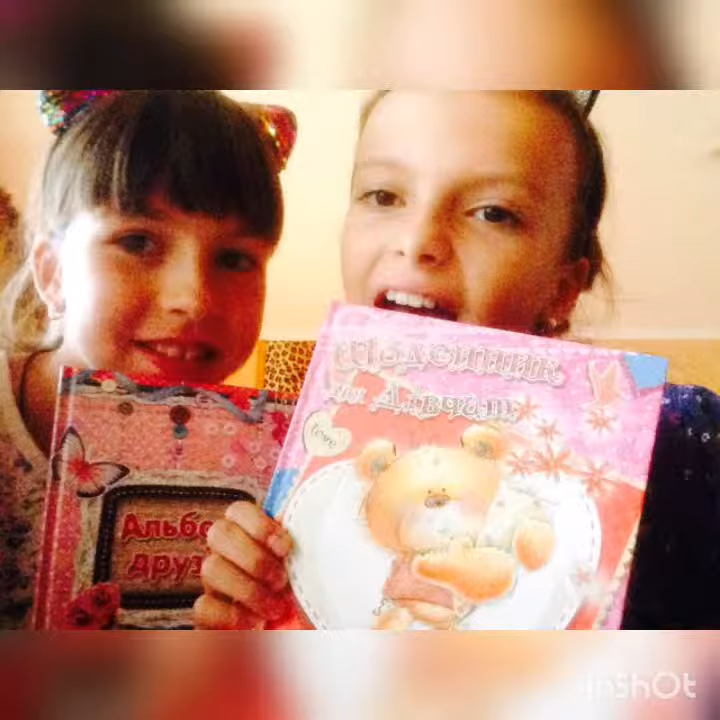 Щоденник
для Дівчат
love
Альбо
друз
InShOt